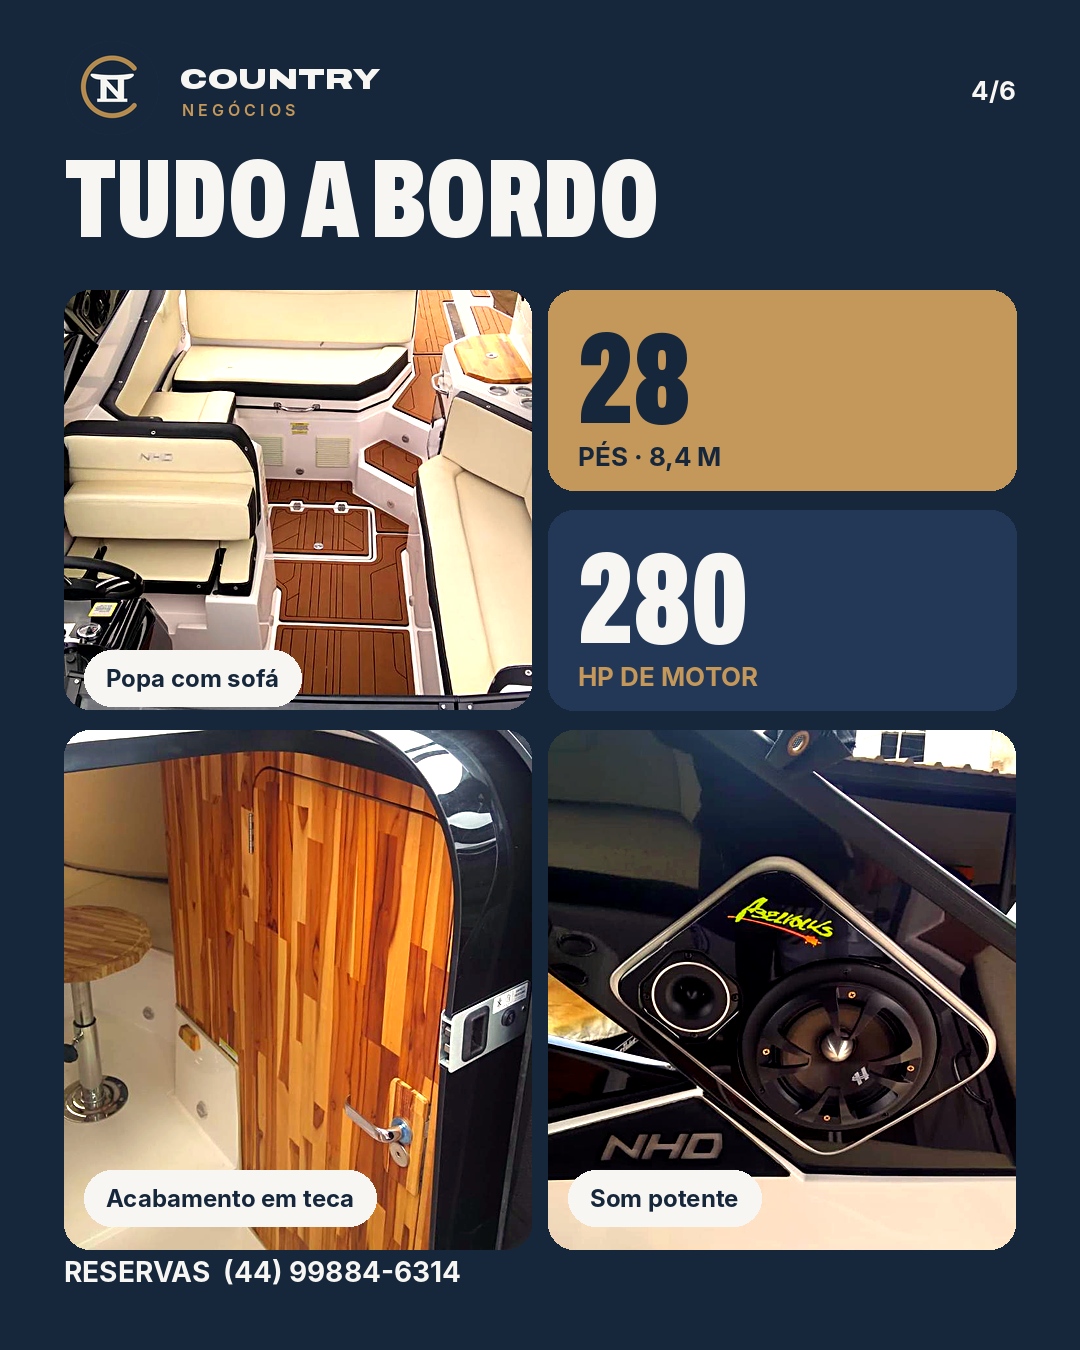 COUNTRY
NEGÓCIOS
4/6
TUDO A BORDO
NHD
Popa com sofá
28
PÉS · 8,4 M
280
HP DE MOTOR
Acabamento em teca
NHD
Som potente
RESERVAS (44) 99884-6314